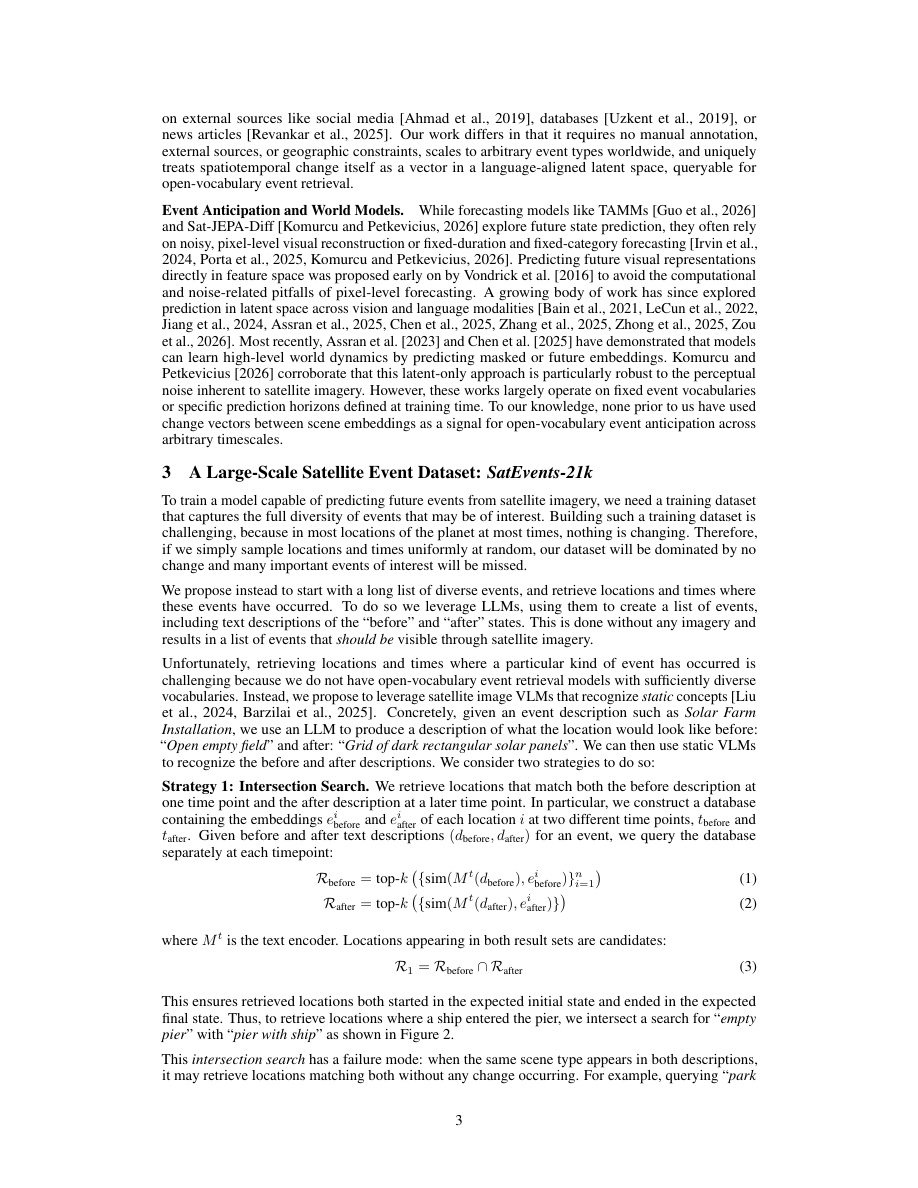 on external sources like social media [Ahmad et al., 2019], databases [Uzkent et al., 2019], or
news articles [Revankar et al., 2025]. Our work differs in that it requires no manual annotation,
external sources, or geographic constraints, scales to arbitrary event types worldwide, and uniquely
treats spatiotemporal change itself as a vector in a language-aligned latent space, queryable for
open-vocabulary event retrieval.
Event Anticipation and World Models. While forecasting models like TAMMs [Guo et al., 2026]
and Sat-JEPA-Diff [Komurcu and Petkevicius, 2026] explore future state prediction, they often rely
on noisy, pixel-level visual reconstruction or fixed-duration and fixed-category forecasting [Irvin et al.,
2024, Porta et al., 2025, Komurcu and Petkevicius, 2026]. Predicting future visual representations
directly in feature space was proposed early on by Vondrick et al. [2016] to avoid the computational
and noise-related pitfalls of pixel-level forecasting. A growing body of work has since explored
prediction in latent space across vision and language modalities [Bain et al., 2021, LeCun et al., 2022,
Jiang et al., 2024, Assran et al., 2025, Chen et al., 2025, Zhang et al., 2025, Zhong et al., 2025, Zou
et al., 2026]. Most recently, Assran et al. [2023] and Chen et al. [2025] have demonstrated that models
can learn high-level world dynamics by predicting masked or future embeddings. Komurcu and
Petkevicius [2026] corroborate that this latent-only approach is particularly robust to the perceptual
noise inherent to satellite imagery. However, these works largely operate on fixed event vocabularies
or specific prediction horizons defined at training time. To our knowledge, none prior to us have used
change vectors between scene embeddings as a signal for open-vocabulary event anticipation across
arbitrary timescales.
3 A Large-Scale Satellite Event Dataset: SatEvents-21k
To train a model capable of predicting future events from satellite imagery, we need a training dataset
that captures the full diversity of events that may be of interest. Building such a training dataset is
challenging, because in most locations of the planet at most times, nothing is changing. Therefore,
if we simply sample locations and times uniformly at random, our dataset will be dominated by no
change and many important events of interest will be missed.
We propose instead to start with a long list of diverse events, and retrieve locations and times where
these events have occurred. To do so we leverage LLMs, using them to create a list of events,
including text descriptions of the “before” and “after” states. This is done without any imagery and
results in a list of events that should be visible through satellite imagery.
Unfortunately, retrieving locations and times where a particular kind of event has occurred is
challenging because we do not have open-vocabulary event retrieval models with sufficiently diverse
vocabularies. Instead, we propose to leverage satellite image VLMs that recognize static concepts [Liu
et al., 2024, Barzilai et al., 2025]. Concretely, given an event description such as Solar Farm
Installation, we use an LLM to produce a description of what the location would look like before:
“Open empty field” and after: “Grid of dark rectangular solar panels”. We can then use static VLMs
to recognize the before and after descriptions. We consider two strategies to do so:
Strategy 1: Intersection Search. We retrieve locations that match both the before description at
one time point and the after description at a later time point. In particular, we construct a database
containing the embeddings e^i_before and e^i_after of each location i at two different time points, t_before and
t_after. Given before and after text descriptions (d_before, d_after) for an event, we query the database
separately at each timepoint:
R_before = top-k ({sim(M^t(d_before), e^i_before)}^n_{i=1}) (1)
R_after = top-k ({sim(M^t(d_after), e^i_after)}) (2)
where M^t is the text encoder. Locations appearing in both result sets are candidates:
R_1 = R_before ∩ R_after (3)
This ensures retrieved locations both started in the expected initial state and ended in the expected
final state. Thus, to retrieve locations where a ship entered the pier, we intersect a search for “empty
pier” with “pier with ship” as shown in Figure 2.
This intersection search has a failure mode: when the same scene type appears in both descriptions,
it may retrieve locations matching both without any change occurring. For example, querying “park
3